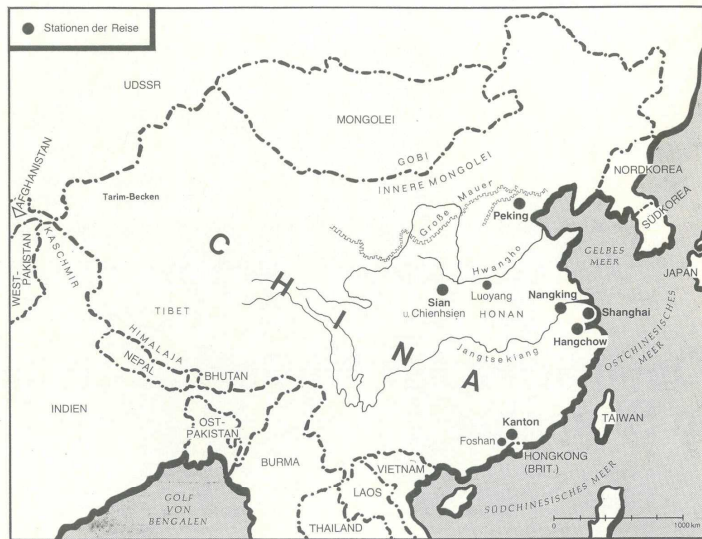 Stationen der Reise
UDSSR
MONGOLEI
GOBI
INNERE MONGOLEI
AFGHANISTAN
Tarim-Becken
KASCHMIR
WEST-
PAKISTAN
Große Mauer
Peking
NORDKOREA
SÜDKOREA
GELBES
MEER
JAPAN
CHINA
Hwangho
Sian
u. Chienhsien
Luoyang
HONAN
Nangking
Shanghai
Hangchow
OSTCHINESISCHES
MEER
TIBET
HIMALAJA
NEPAL
BHUTAN
Jangtsekiang
INDIEN
OST-
PAKISTAN
BURMA
Kanton
Foshan
HONGKONG
(BRIT.)
TAIWAN
VIETNAM
LAOS
THAILAND
GOLF
VON
BENGALEN
SÜDCHINESISCHES MEER
0
1000 km